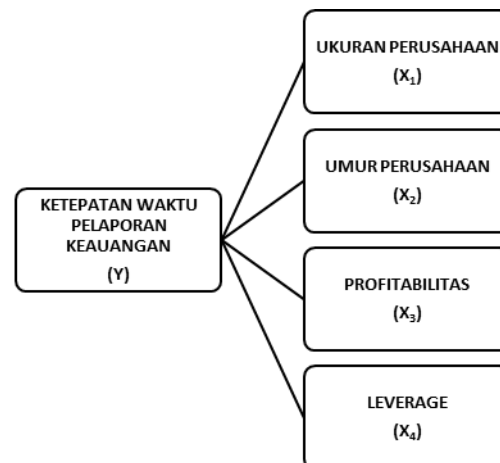 UKURAN PERUSAHAAN
(X₁)
UMUR PERUSAHAAN
(X₂)
KETEPATAN WAKTU
PELAPORAN
KEAUANGAN
(Y)
PROFITABILITAS
(X₃)
LEVERAGE
(X₄)